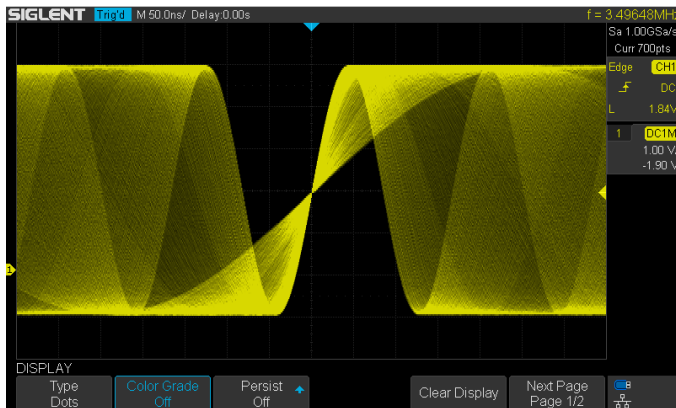 SIGLENT Trig'd M 50.0ns/ Delay:0.00s f = 3.49648MHz
Sa 1.00GSa/s
Curr 700pts
Edge CH1
DC
L 1.84V
1 DC1M
1.00 V/
-1.90 V
1
DISPLAY
Type Color Grade Persist Clear Display Next Page
Dots Off Off Page 1/2